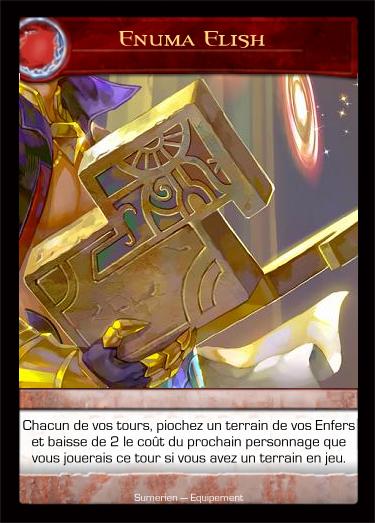 Enuma Elish
Chacun de vos tours, piochez un terrain de vos Enfers
et baisse de 2 le coût du prochain personnage que
vous jouerais ce tour si vous avez un terrain en jeu.
Sumerien — Equipement